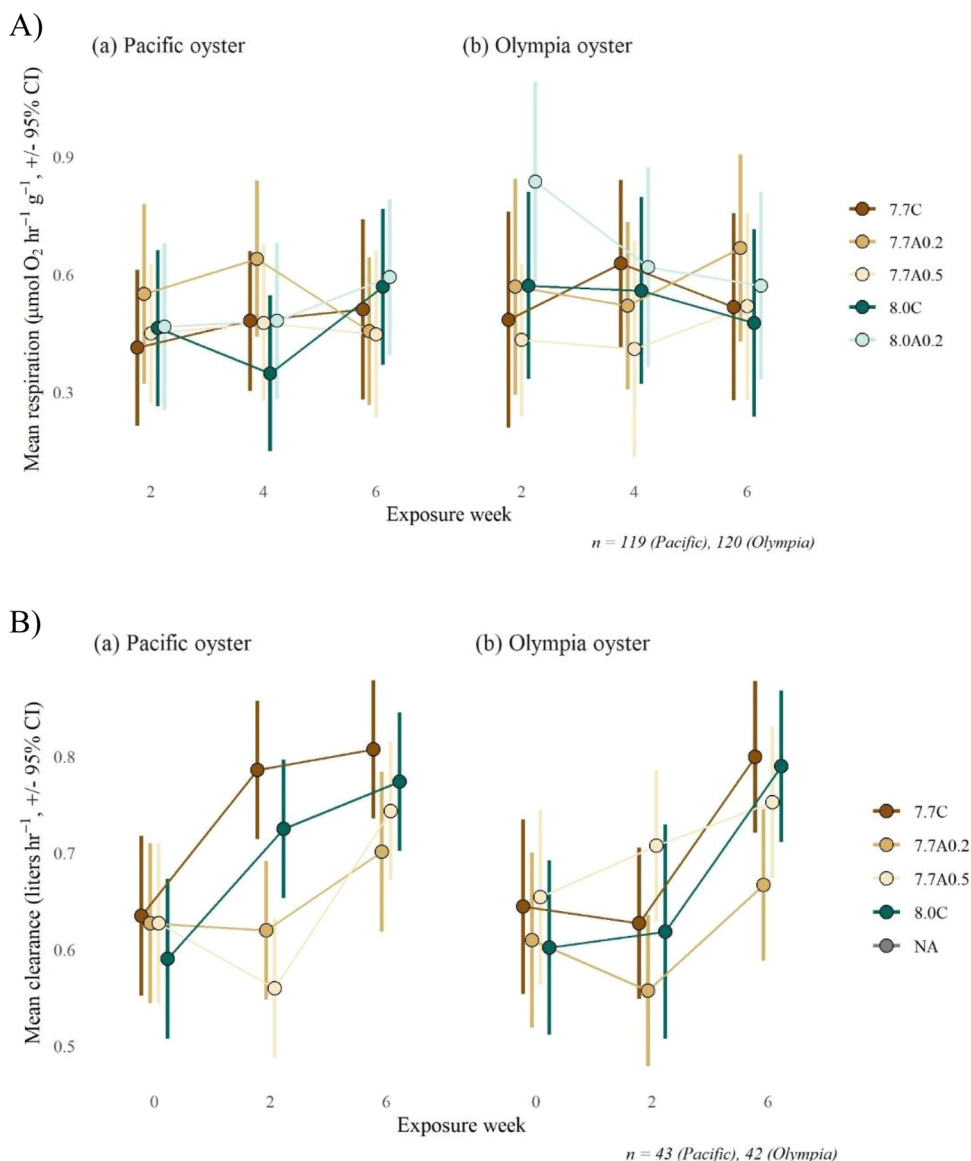 A)
(a) Pacific oyster
(b) Olympia oyster
Mean respiration (μmol O₂ hr⁻¹ g⁻¹, +/- 95% CI)
0.9
0.6
0.3
2
4
6
2
4
6
Exposure week
7.7C
7.7A0.2
7.7A0.5
8.0C
8.0A0.2
n = 119 (Pacific), 120 (Olympia)
B)
(a) Pacific oyster
(b) Olympia oyster
Mean clearance (liters hr⁻¹, +/- 95% CI)
0.8
0.7
0.6
0.5
0
2
6
0
2
6
Exposure week
7.7C
7.7A0.2
7.7A0.5
8.0C
NA
n = 43 (Pacific), 42 (Olympia)